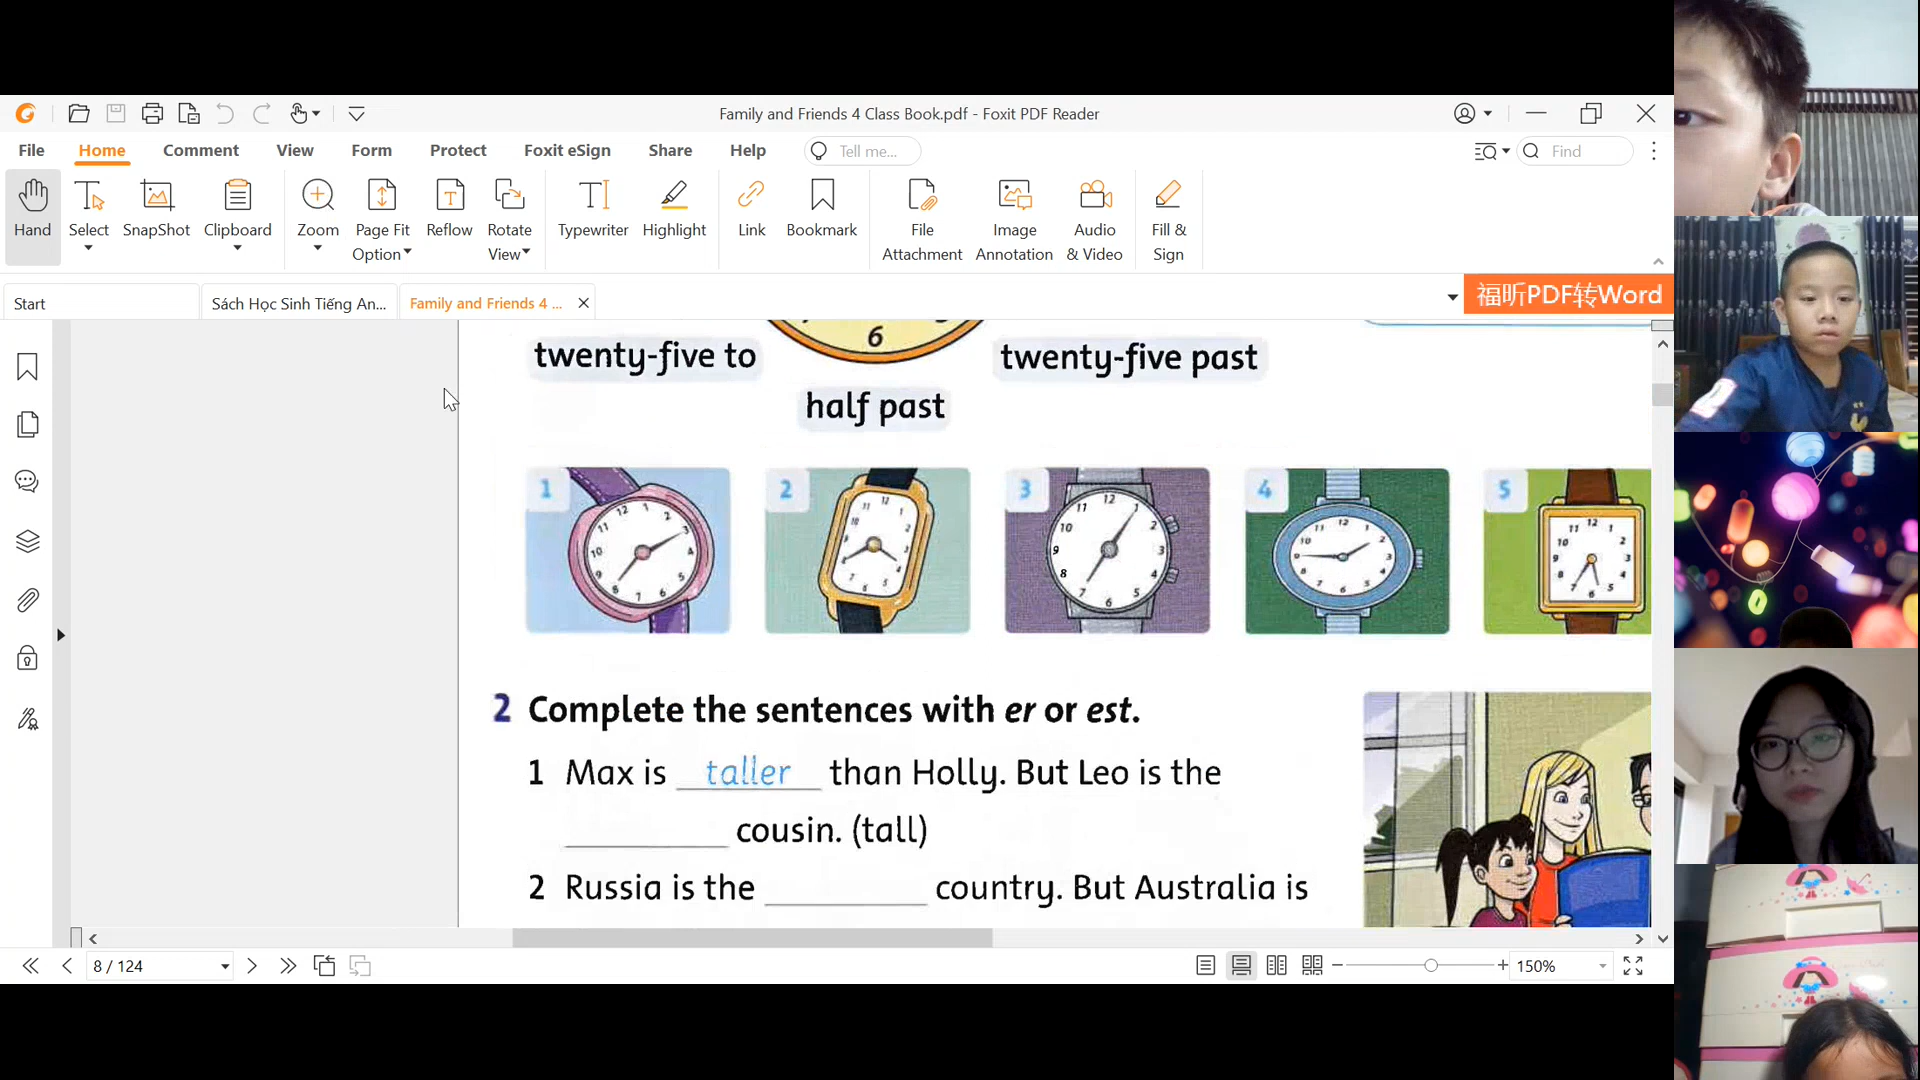 Family and Friends 4 Class Book.pdf - Foxit PDF Reader
File Home Comment View Form Protect Foxit eSign Share Help Tell me... Find
Hand Select SnapShot Clipboard Zoom Page Fit Option Reflow Rotate View Typewriter Highlight Link Bookmark File Attachment Image Annotation Audio & Video Fill & Sign
Start Sách Học Sinh Tiếng An... Family and Friends 4 ... 福昕PDF转Word
6
twenty-five to twenty-five past
half past
1 2 3 4 5
2 Complete the sentences with er or est.
1 Max is taller than Holly. But Leo is the
cousin. (tall)
2 Russia is the country. But Australia is
8 / 124 150%